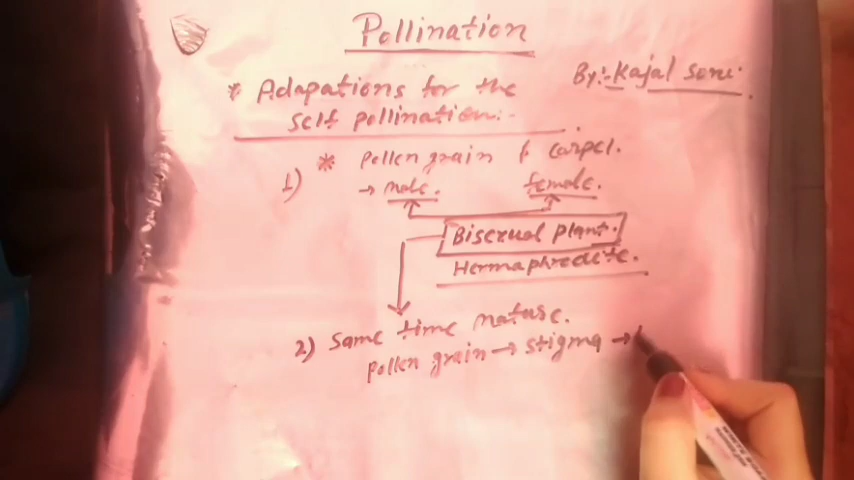 Pollination
By:- Kajal Soni.
* Adapations for the
self pollination:-
1) * Pollen grain & carpel.
→ male. female.
Bisexual plant.
Hermaphredite.
2) Same time mature.
Pollen grain → stigma →